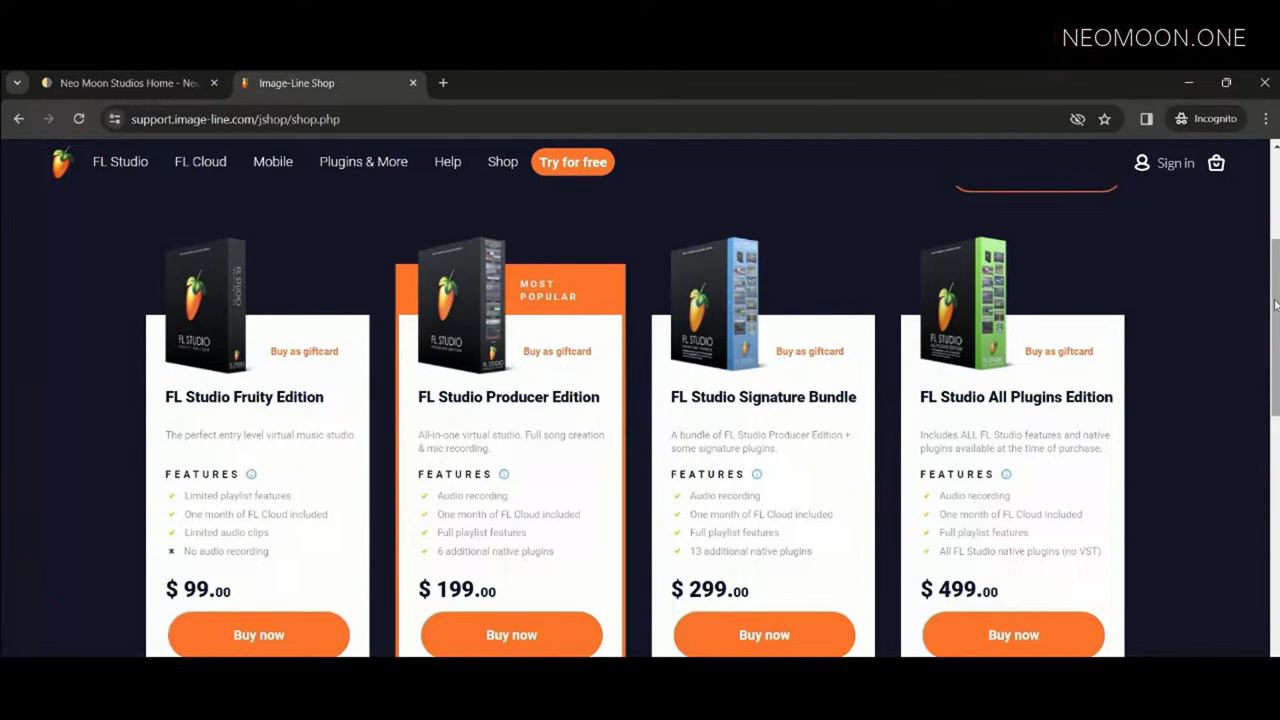 NEOMOON.ONE
Neo Moon Studios Home - Neo
Image-Line Shop
support.image-line.com/jshop/shop.php
Incognito
FL Studio
FL Cloud
Mobile
Plugins & More
Help
Shop
Try for free
Sign in
FL STUDIO
Buy as giftcard
FL Studio Fruity Edition
The perfect entry level virtual music studio
FEATURES
Limited playlist features
One month of FL Cloud included
Limited audio clips
No audio recording
$ 99.00
Buy now
MOST
POPULAR
FL STUDIO
Buy as giftcard
FL Studio Producer Edition
All-in-one virtual studio. Full song creation
& mic recording.
FEATURES
Audio recording
One month of FL Cloud included
Full playlist features
6 additional native plugins
$ 199.00
Buy now
FL STUDIO
Buy as giftcard
FL Studio Signature Bundle
A bundle of FL Studio Producer Edition +
some signature plugins.
FEATURES
Audio recording
One month of FL Cloud included
Full playlist features
13 additional native plugins
$ 299.00
Buy now
FL STUDIO
Buy as giftcard
FL Studio All Plugins Edition
Includes ALL FL Studio features and native
plugins available at the time of purchase.
FEATURES
Audio recording
One month of FL Cloud included
Full playlist features
All FL Studio native plugins (no VST)
$ 499.00
Buy now